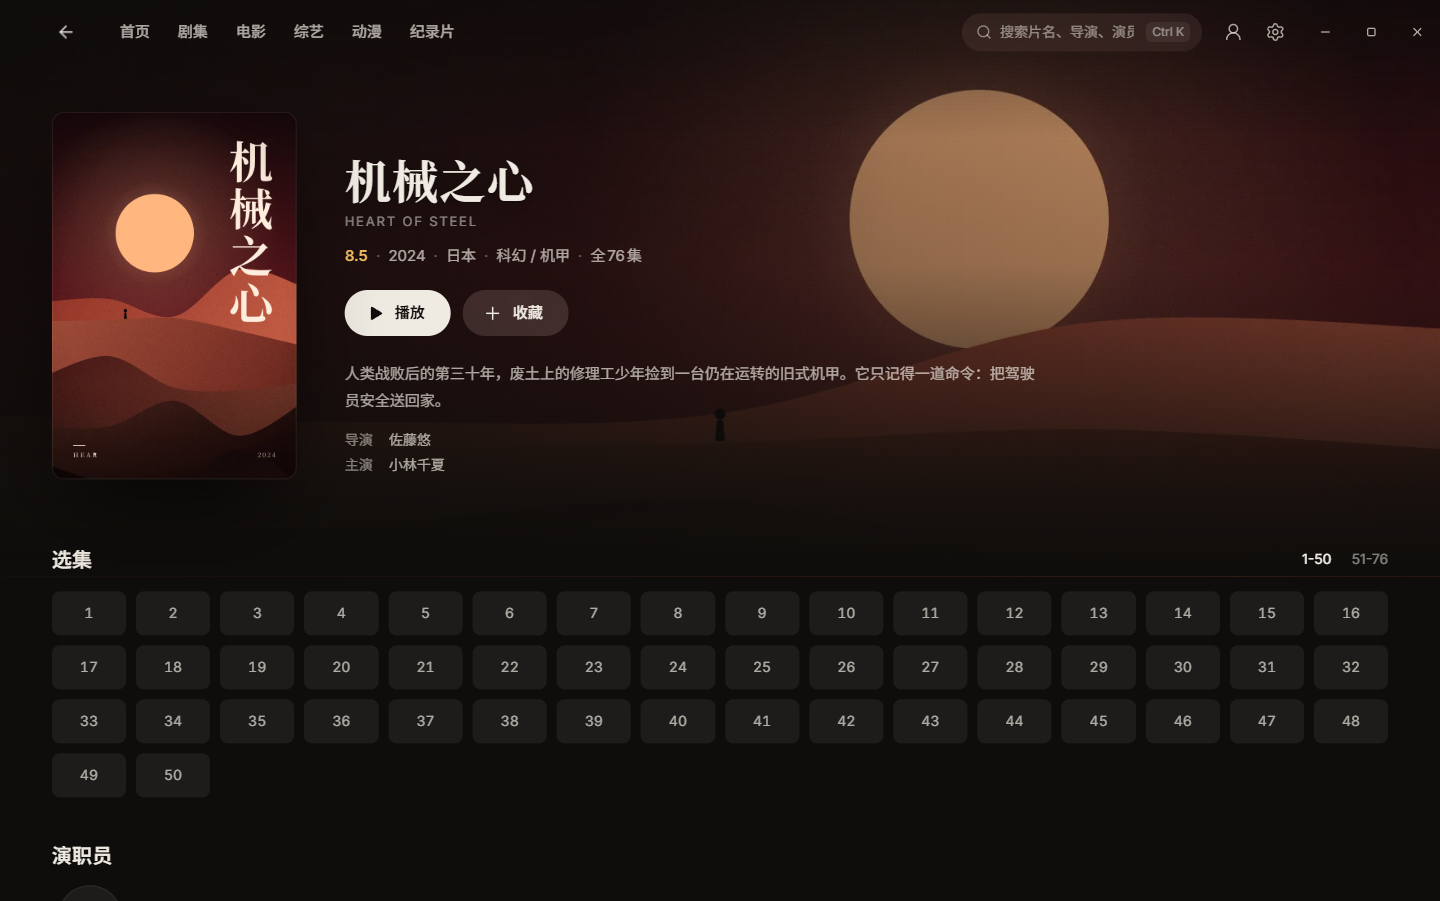 首页 剧集 电影 综艺 动漫 纪录片 搜索片名、导演、演 Ctrl K
机械之心
HEAR
2024
机械之心
HEART OF STEEL
8.5 · 2024 · 日本 · 科幻 / 机甲 · 全76集
播放 收藏
人类战败后的第三十年，废土上的修理工少年捡到一台仍在运转的旧式机甲。它只记得一道命令：把驾驶
员安全送回家。
导演 佐藤悠
主演 小林千夏
选集 1-50 51-76
1 2 3 4 5 6 7 8 9 10 11 12 13 14 15 16
17 18 19 20 21 22 23 24 25 26 27 28 29 30 31 32
33 34 35 36 37 38 39 40 41 42 43 44 45 46 47 48
49 50
演职员